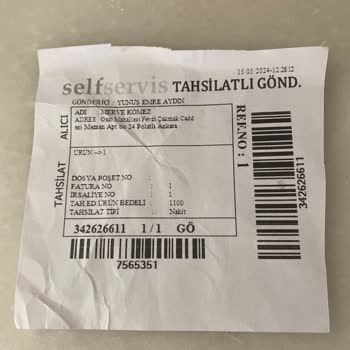 15-05-2024-12:28:12
selfservis TAHSİLATLI GÖND.
GÖNDERİCİ : YUNUS EMRE AYDIN
ALICI
ADI : MERVE KÖMEZ
ADRES : Gazi Mahallesi Fevzi Çakmak Cadd
esi Apt no 24 Polatlı Ankara
REF.NO: 1
TAHSİLAT
ÜRÜN -->1
DOSYA POŞET NO :
FATURA NO : 1
İRSALİYE NO : 1
TAH.ED.ÜRÜN BEDELİ : 1100
TAHSİLAT TİPİ : Nakit
342626611 1 / 1 GÖ
7565351
342626611